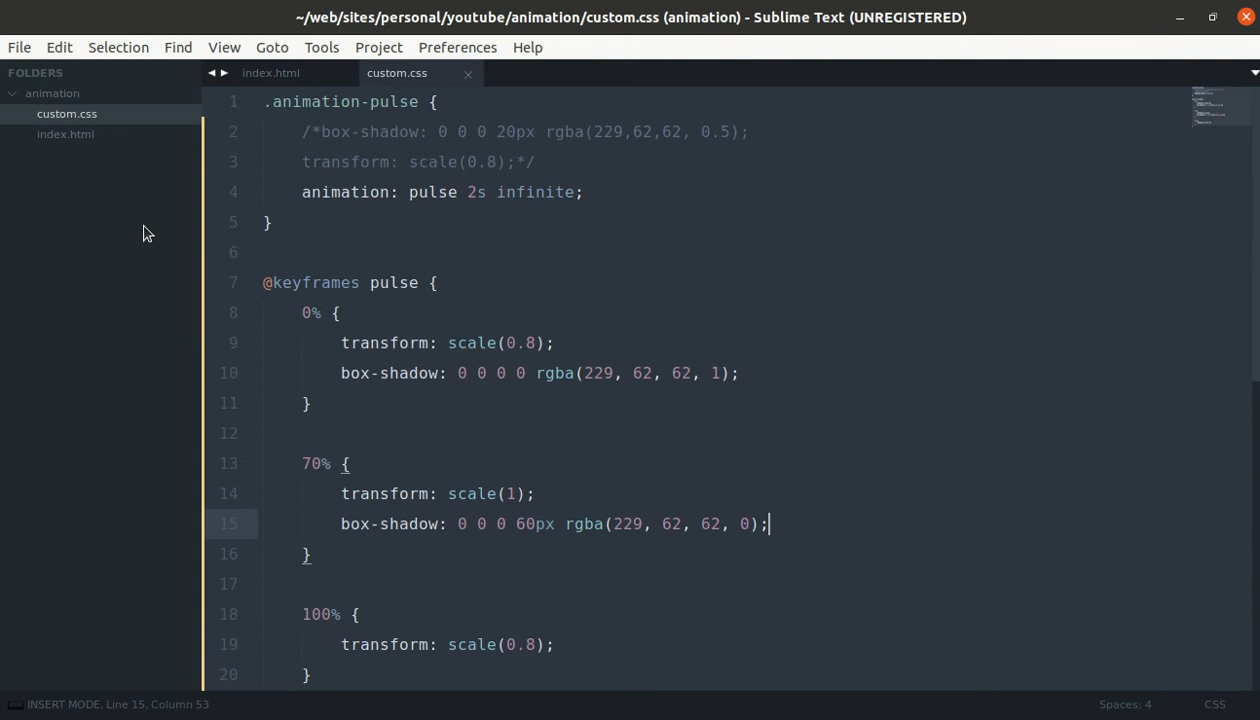 ~/web/sites/personal/youtube/animation/custom.css (animation) - Sublime Text (UNREGISTERED)
File Edit Selection Find View Goto Tools Project Preferences Help
FOLDERS
animation
custom.css
index.html
index.html custom.css
1 .animation-pulse {
2 /*box-shadow: 0 0 0 20px rgba(229,62,62, 0.5);
3 transform: scale(0.8);*/
4 animation: pulse 2s infinite;
5 }
6
7 @keyframes pulse {
8 0% {
9 transform: scale(0.8);
10 box-shadow: 0 0 0 0 rgba(229, 62, 62, 1);
11 }
12
13 70% {
14 transform: scale(1);
15 box-shadow: 0 0 0 60px rgba(229, 62, 62, 0);
16 }
17
18 100% {
19 transform: scale(0.8);
20 }
INSERT MODE, Line 15, Column 53 Spaces: 4 CSS